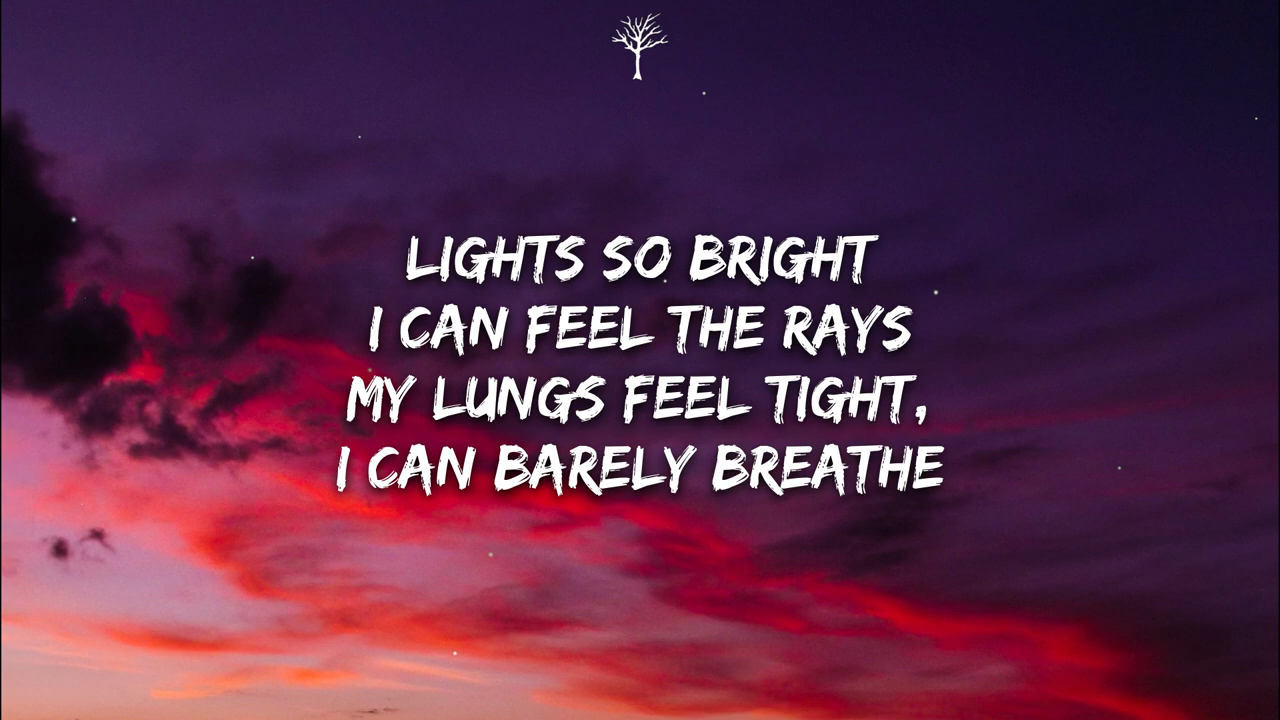 LIGHTS SO BRIGHT
I CAN FEEL THE RAYS
MY LUNGS FEEL TIGHT,
I CAN BARELY BREATHE